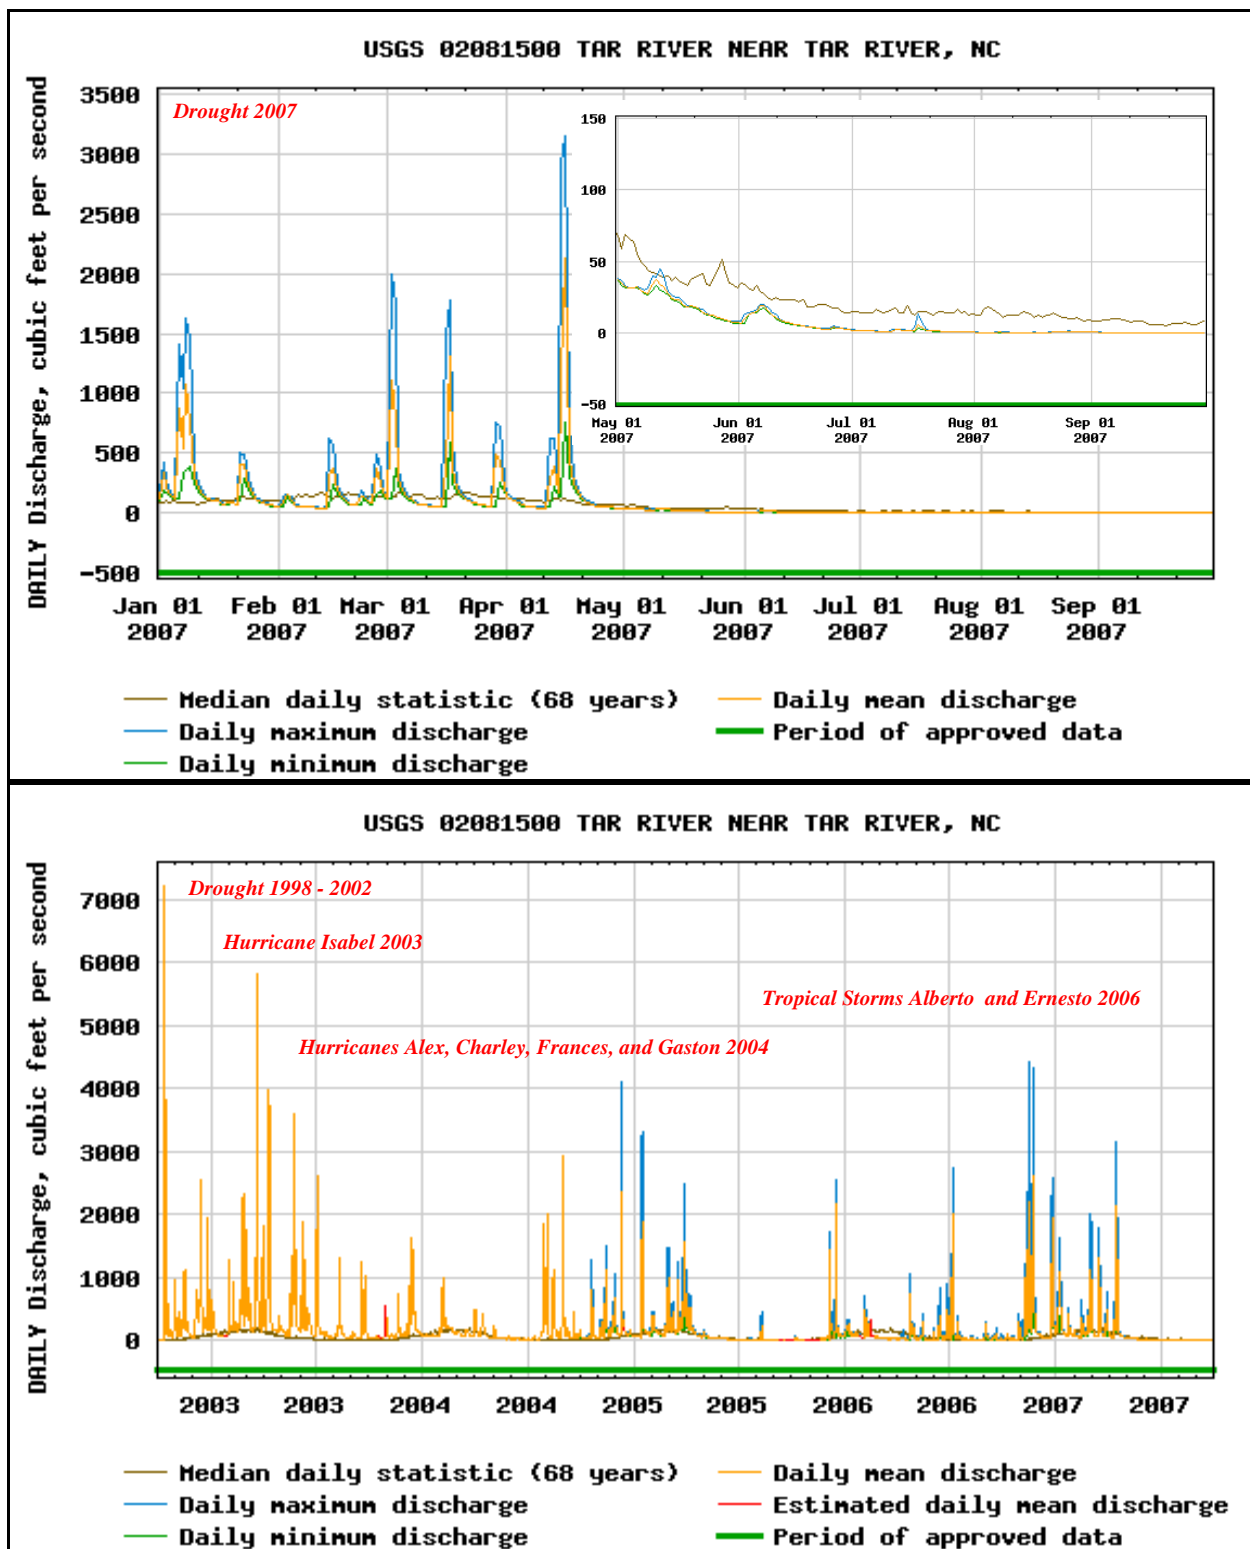 USGS 02081500 TAR RIVER NEAR TAR RIVER, NC
DAILY Discharge, cubic feet per second
3500
3000
2500
2000
1500
1000
500
0
-500
Drought 2007
150
100
50
0
-50
May 01 Jun 01 Jul 01 Aug 01 Sep 01
2007 2007 2007 2007 2007
Jan 01 Feb 01 Mar 01 Apr 01 May 01 Jun 01 Jul 01 Aug 01 Sep 01
2007 2007 2007 2007 2007 2007 2007 2007 2007
Median daily statistic (68 years) Daily mean discharge
Daily maximum discharge Period of approved data
Daily minimum discharge
USGS 02081500 TAR RIVER NEAR TAR RIVER, NC
DAILY Discharge, cubic feet per second
7000
6000
5000
4000
3000
2000
1000
0
Drought 1998 - 2002
Hurricane Isabel 2003
Tropical Storms Alberto and Ernesto 2006
Hurricanes Alex, Charley, Frances, and Gaston 2004
2003 2003 2004 2004 2005 2005 2006 2006 2007 2007
Median daily statistic (68 years) Daily mean discharge
Daily maximum discharge Estimated daily mean discharge
Daily minimum discharge Period of approved data